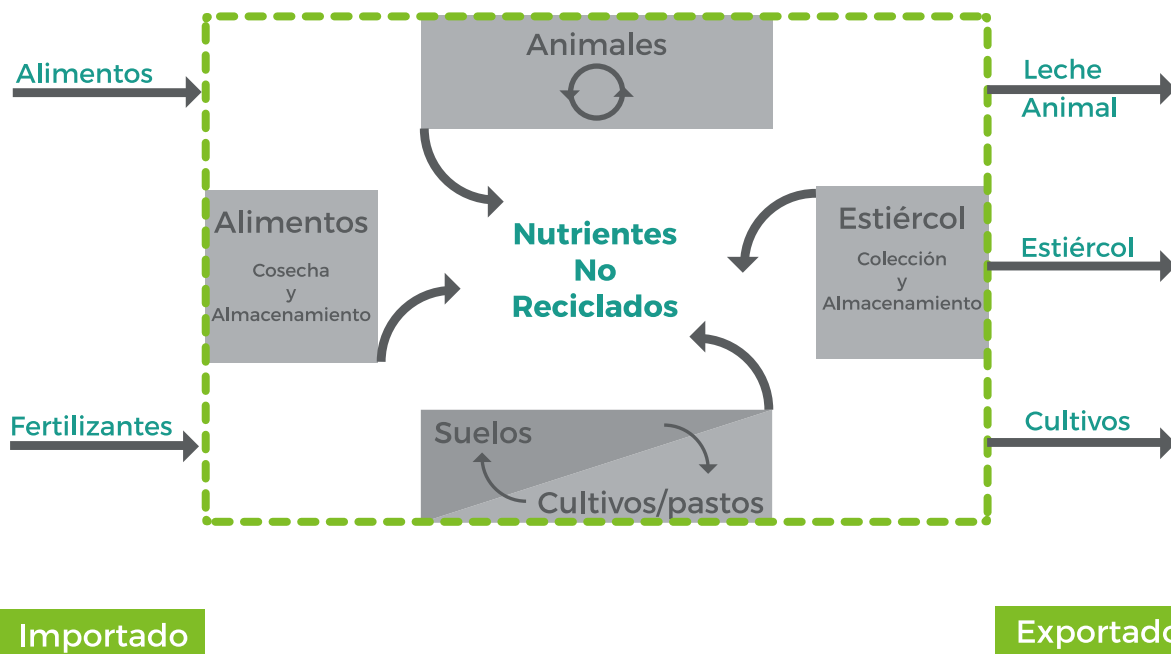 Animales
Alimentos
Leche
Animal
Alimentos
Cosecha
y
Almacenamiento
Nutrientes
No
Reciclados
Estiércol
Colección
y
Almacenamiento
Estiércol
Fertilizantes
Suelos
Cultivos/pastos
Cultivos
Importado
Exportado